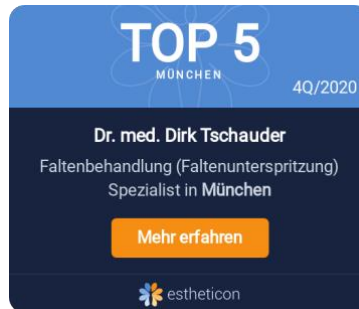 TOP 5
MÜNCHEN
4Q/2020
Dr. med. Dirk Tschauder
Faltenbehandlung (Faltenunterspritzung)
Spezialist in München
Mehr erfahren
estheticon